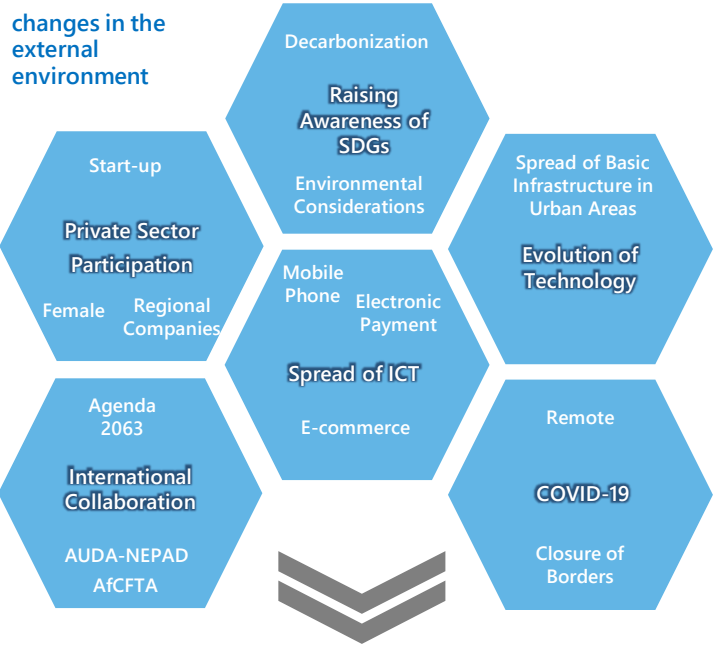 changes in the
external
environment
Decarbonization
Raising
Awareness of
SDGs
Environmental
Considerations
Start-up
Private Sector
Participation
Female
Regional
Companies
Spread of Basic
Infrastructure in
Urban Areas
Evolution of
Technology
Mobile
Phone
Electronic
Payment
Spread of ICT
E-commerce
Agenda
2063
International
Collaboration
AUDA-NEPAD
AfCFTA
Remote
COVID-19
Closure of
Borders